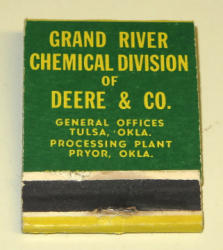 GRAND RIVER
CHEMICAL DIVISION
OF
DEERE & CO.
GENERAL OFFICES
TULSA, OKLA.
PROCESSING PLANT
PRYOR, OKLA.